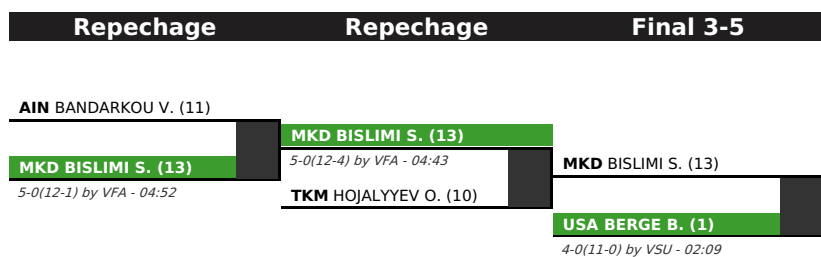 Repechage
Repechage
Final 3-5
AIN BANDARKOU V. (11)
MKD BISLIMI S. (13)
5-0(12-1) by VFA - 04:52
MKD BISLIMI S. (13)
5-0(12-4) by VFA - 04:43
TKM HOJALYYEV O. (10)
MKD BISLIMI S. (13)
USA BERGE B. (1)
4-0(11-0) by VSU - 02:09